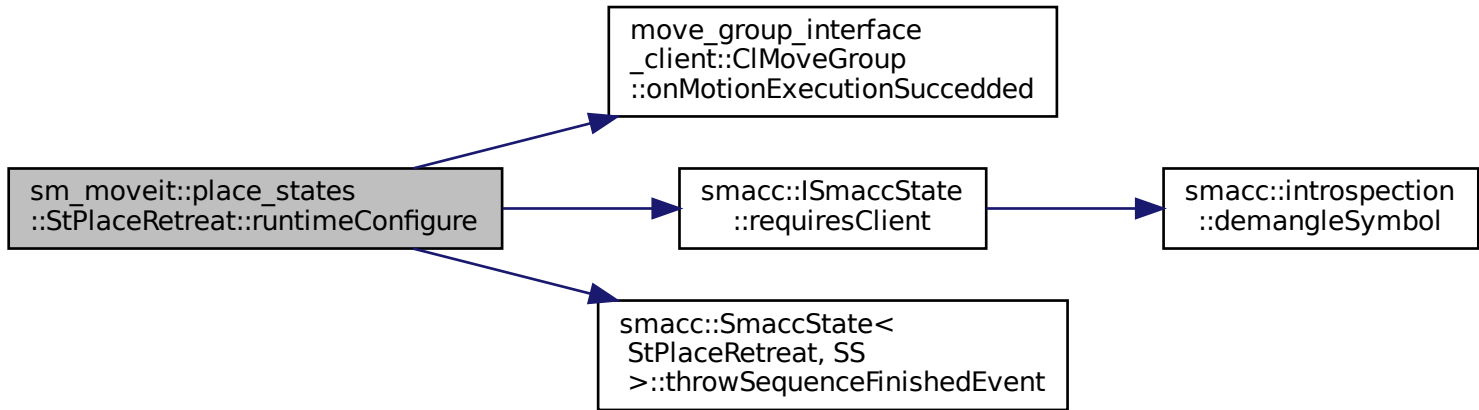 move_group_interface
_client::ClMoveGroup
::onMotionExecutionSuccedded
sm_moveit::place_states
::StPlaceRetreat::runtimeConfigure
smacc::ISmaccState
::requiresClient
smacc::introspection
::demangleSymbol
smacc::SmaccState<
StPlaceRetreat, SS
>::throwSequenceFinishedEvent